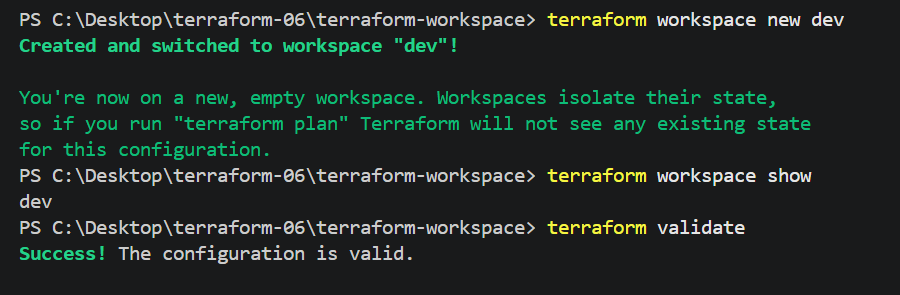 PS C:\Desktop\terraform-06\terraform-workspace> terraform workspace new dev
Created and switched to workspace "dev"!
You're now on a new, empty workspace. Workspaces isolate their state,
so if you run "terraform plan" Terraform will not see any existing state
for this configuration.
PS C:\Desktop\terraform-06\terraform-workspace> terraform workspace show
dev
PS C:\Desktop\terraform-06\terraform-workspace> terraform validate
Success! The configuration is valid.